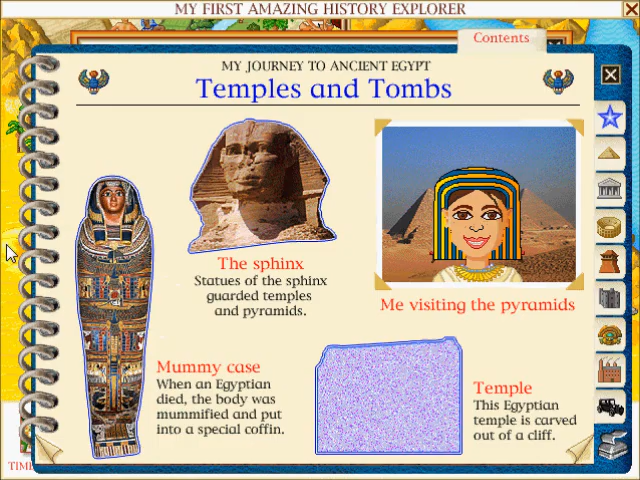 MY FIRST AMAZING HISTORY EXPLORER
Contents
MY JOURNEY TO ANCIENT EGYPT
Temples and Tombs
The sphinx
Statues of the sphinx
guarded temples
and pyramids.
Me visiting the pyramids
Mummy case
When an Egyptian
died, the body was
mummified and put
into a special coffin.
Temple
This Egyptian
temple is carved
out of a cliff.